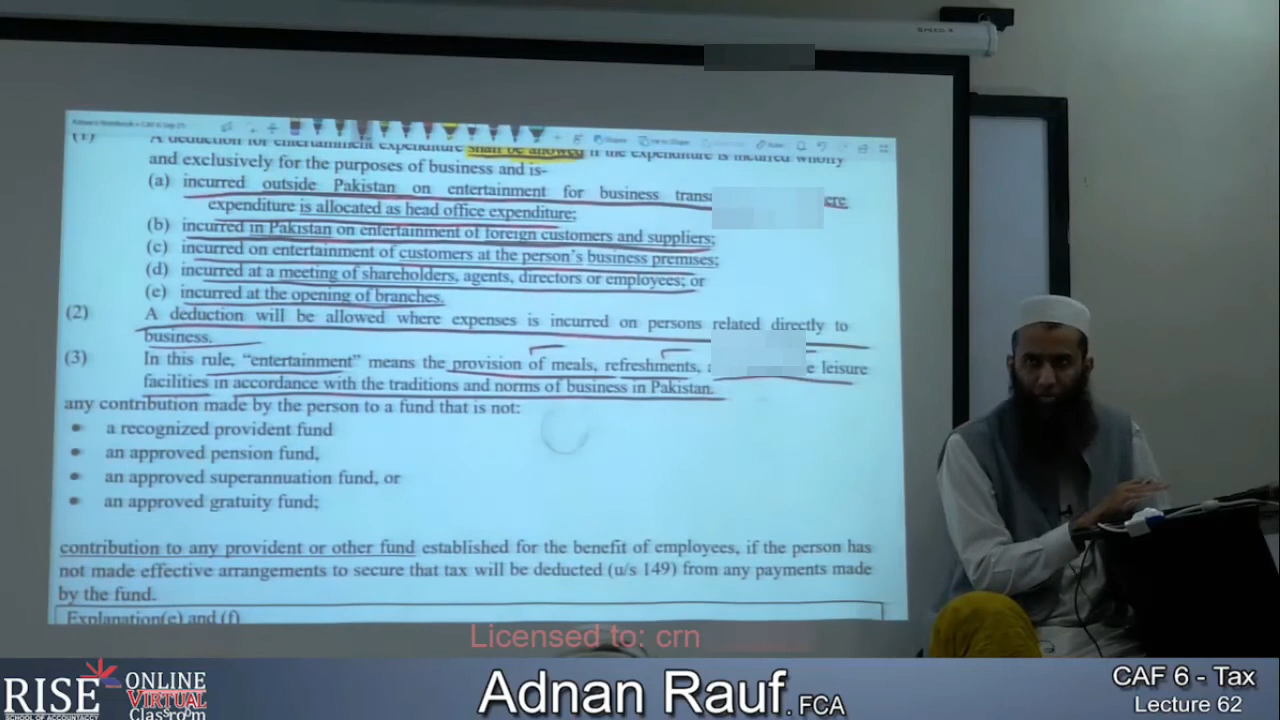 (1) A deduction for entertainment expenditure shall be allowed if the expenditure is incurred wholly
and exclusively for the purposes of business and is-
(a) incurred outside Pakistan on entertainment for business
expenditure is allocated as head office expenditure;
(b) incurred in Pakistan on entertainment of foreign customers and suppliers;
(c) incurred on entertainment of customers at the person's business premises;
(d) incurred at a meeting of shareholders, agents, directors or employees; or
(e) incurred at the opening of branches.
(2) A deduction will be allowed where expenses is incurred on persons related directly to
business.
(3) In this rule, “entertainment” means the provision of meals, refreshments, leisure
facilities in accordance with the traditions and norms of business in Pakistan.
any contribution made by the person to a fund that is not:
• a recognized provident fund
• an approved pension fund,
• an approved superannuation fund, or
• an approved gratuity fund;
contribution to any provident or other fund established for the benefit of employees, if the person has
not made effective arrangements to secure that tax will be deducted (u/s 149) from any payments made
by the fund.
Explanation(e) and (f)
Licensed to: crn
RISE ONLINE
VIRTUAL
Classroom
SCHOOL OF ACCOUNTANCY
Adnan Rauf. FCA
CAF 6 - Tax
Lecture 62